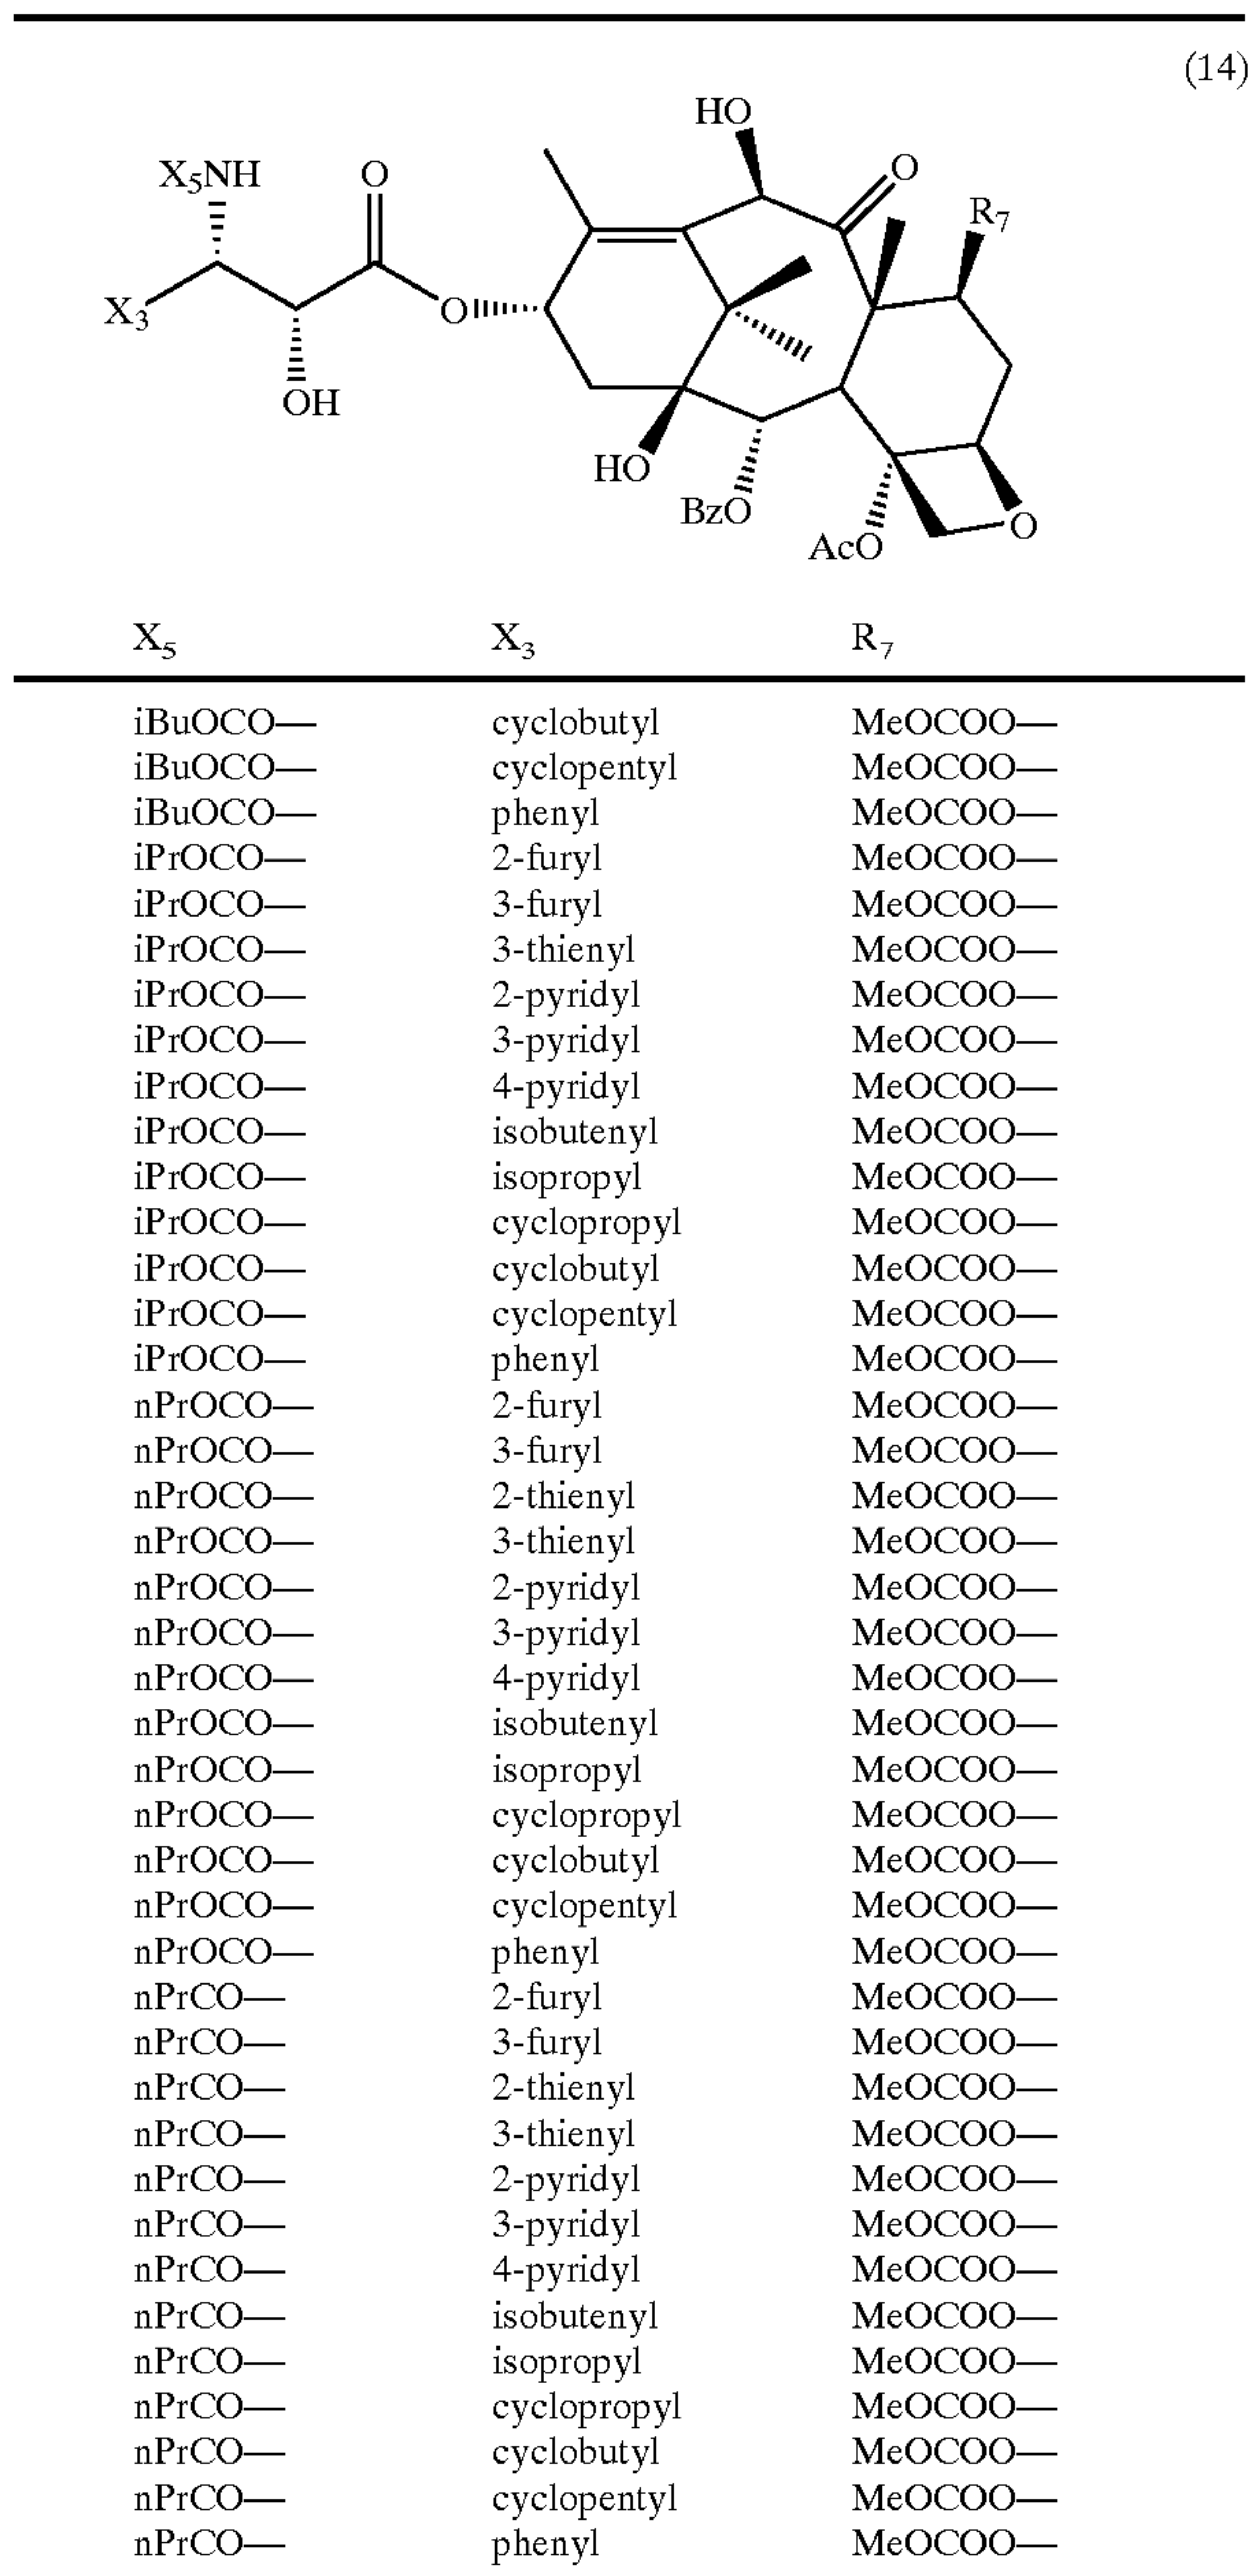 (14)
HO
O
R₇
X₅NH
O
X₃
O
OH
HO
BzO
AcO
O
X₅ X₃ R₇
iBuOCO— cyclobutyl MeOCOO—
iBuOCO— cyclopentyl MeOCOO—
iBuOCO— phenyl MeOCOO—
iPrOCO— 2-furyl MeOCOO—
iPrOCO— 3-furyl MeOCOO—
iPrOCO— 3-thienyl MeOCOO—
iPrOCO— 2-pyridyl MeOCOO—
iPrOCO— 3-pyridyl MeOCOO—
iPrOCO— 4-pyridyl MeOCOO—
iPrOCO— isobutenyl MeOCOO—
iPrOCO— isopropyl MeOCOO—
iPrOCO— cyclopropyl MeOCOO—
iPrOCO— cyclobutyl MeOCOO—
iPrOCO— cyclopentyl MeOCOO—
iPrOCO— phenyl MeOCOO—
nPrOCO— 2-furyl MeOCOO—
nPrOCO— 3-furyl MeOCOO—
nPrOCO— 2-thienyl MeOCOO—
nPrOCO— 3-thienyl MeOCOO—
nPrOCO— 2-pyridyl MeOCOO—
nPrOCO— 3-pyridyl MeOCOO—
nPrOCO— 4-pyridyl MeOCOO—
nPrOCO— isobutenyl MeOCOO—
nPrOCO— isopropyl MeOCOO—
nPrOCO— cyclopropyl MeOCOO—
nPrOCO— cyclobutyl MeOCOO—
nPrOCO— cyclopentyl MeOCOO—
nPrOCO— phenyl MeOCOO—
nPrCO— 2-furyl MeOCOO—
nPrCO— 3-furyl MeOCOO—
nPrCO— 2-thienyl MeOCOO—
nPrCO— 3-thienyl MeOCOO—
nPrCO— 2-pyridyl MeOCOO—
nPrCO— 3-pyridyl MeOCOO—
nPrCO— 4-pyridyl MeOCOO—
nPrCO— isobutenyl MeOCOO—
nPrCO— isopropyl MeOCOO—
nPrCO— cyclopropyl MeOCOO—
nPrCO— cyclobutyl MeOCOO—
nPrCO— cyclopentyl MeOCOO—
nPrCO— phenyl MeOCOO—